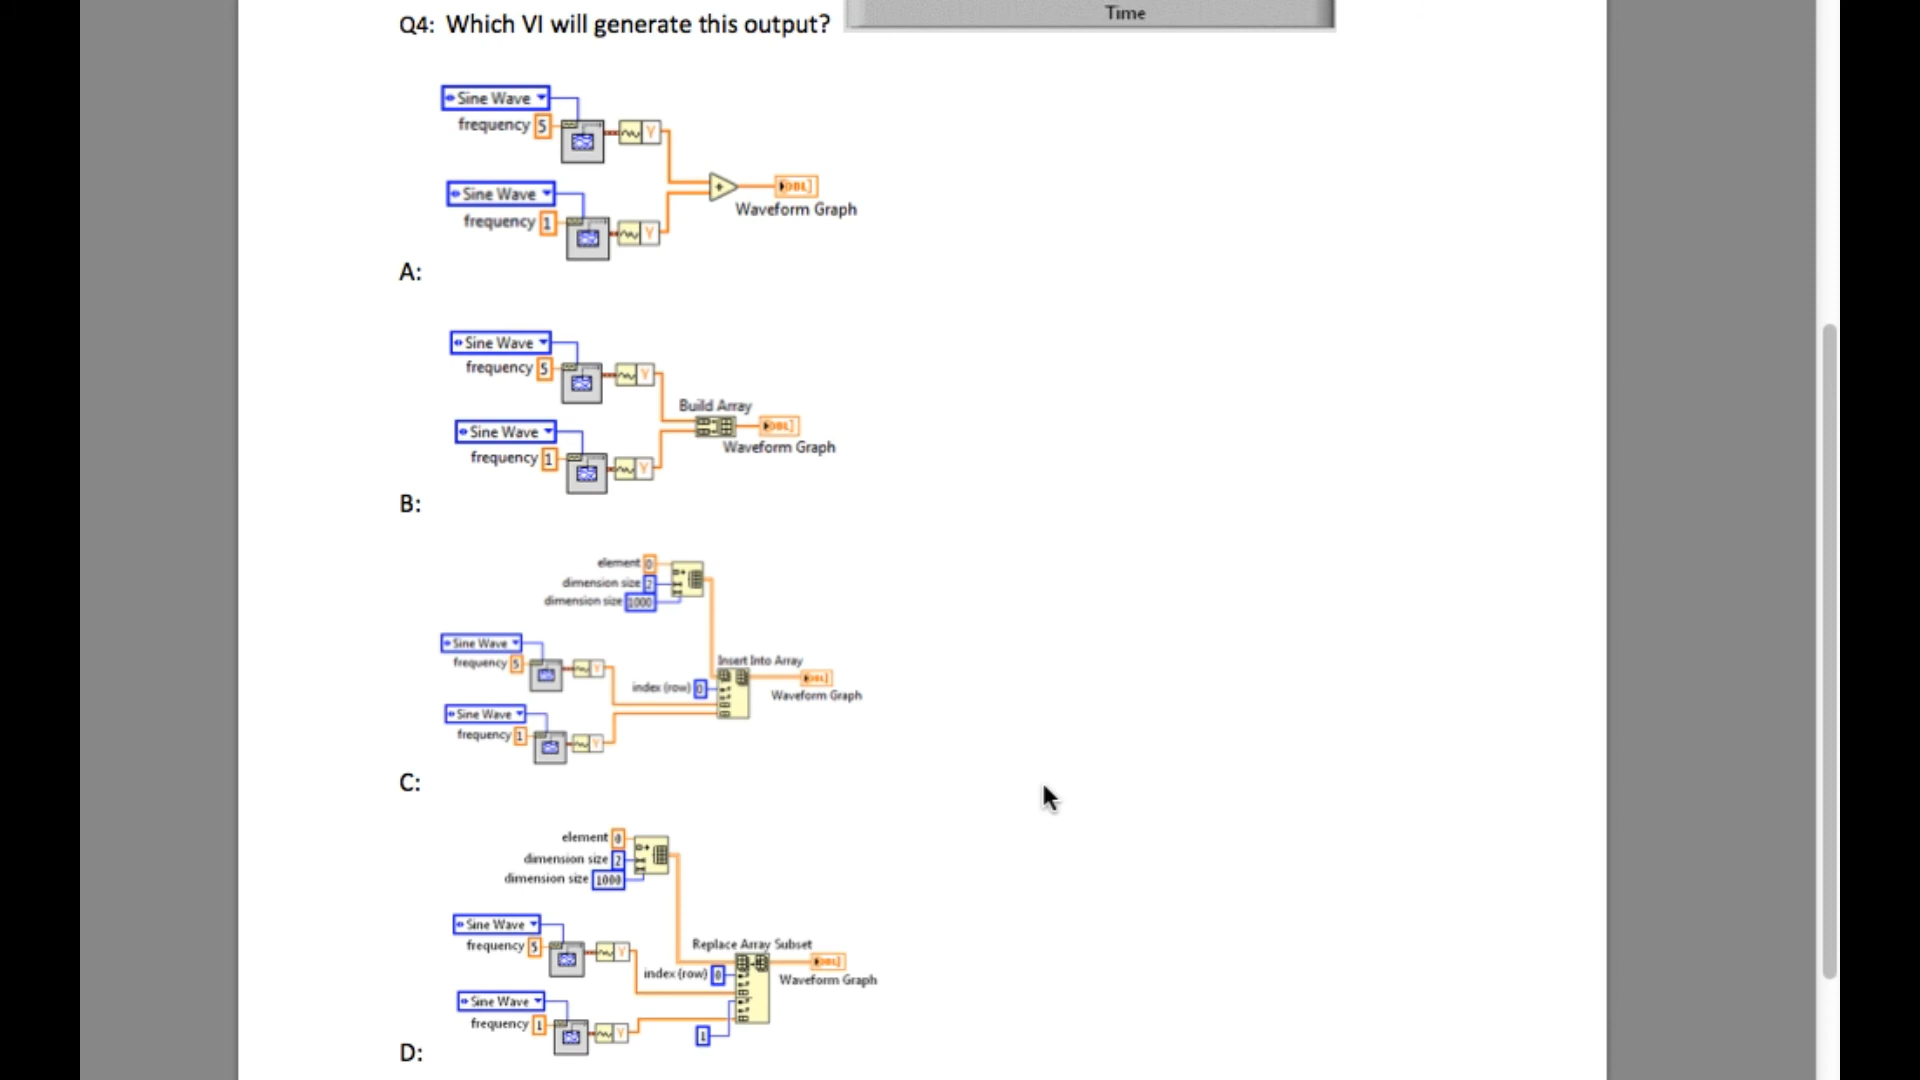 Time
Q4: Which VI will generate this output?
Sine Wave
frequency 5
Y
DBL]
Waveform Graph
Sine Wave
frequency 1
Y
A:
Sine Wave
frequency 5
Y
Build Array
DBL]
Waveform Graph
Sine Wave
frequency 1
Y
B:
element 0
dimension size 2
dimension size 1000
Sine Wave
frequency 5
Y
Insert Into Array
index (row) 0
DBL]
Waveform Graph
Sine Wave
frequency 1
Y
C:
element 0
dimension size 2
dimension size 1000
Sine Wave
frequency 5
Y
Replace Array Subset
index (row) 0
DBL]
Waveform Graph
Sine Wave
frequency 1
Y
1
D: